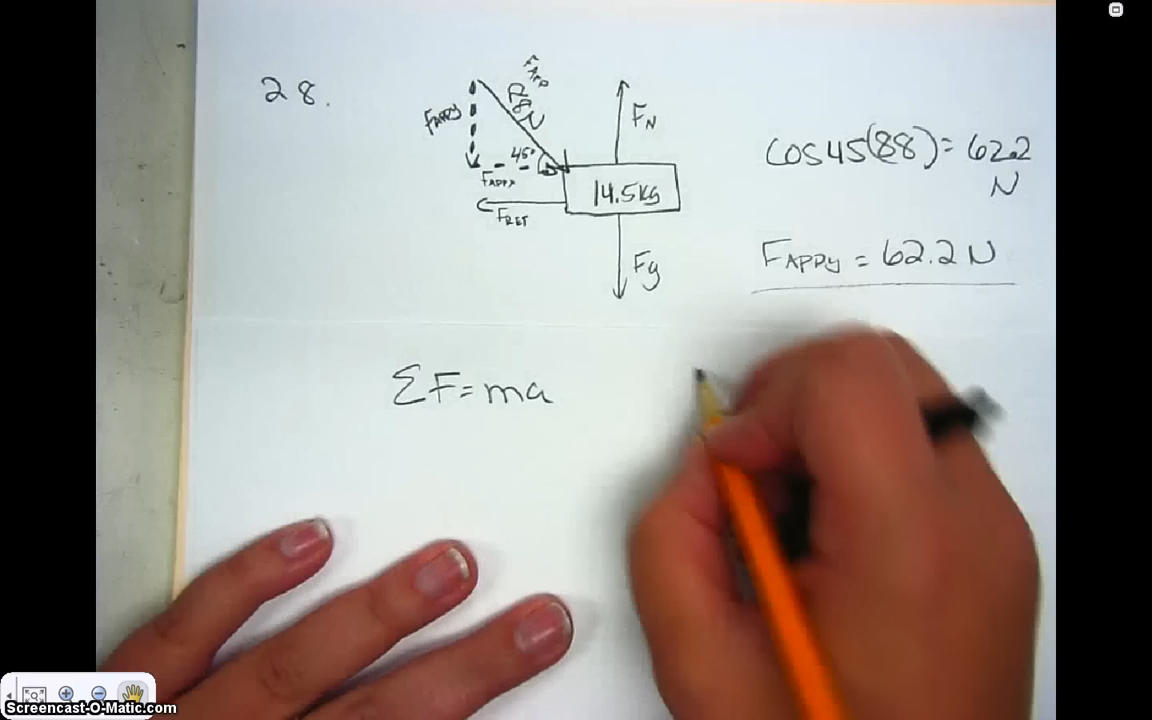 28.
FAPP
88N
FAPPY
45°
FAPPX
FN
14.5kg
FRET
Fg
cos45(88)= 62.2
N
FAPPY = 62.2 N
ΣF=ma
Screencast-O-Matic.com